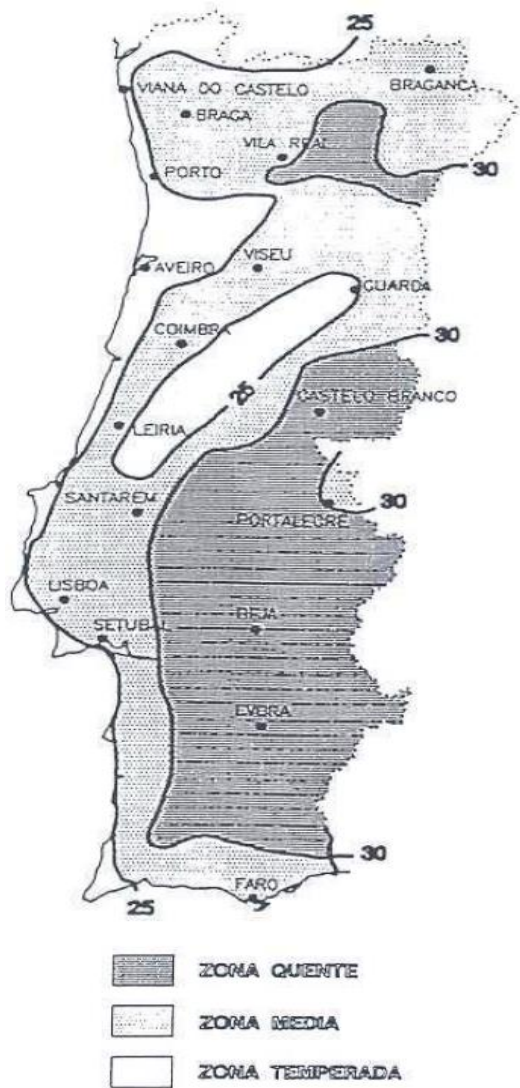 25
BRAGANCA
VIANA DO CASTELO
BRAGA
VILA REAL
30
PORTO
AVEIRO
VISEU
GUARDA
COIMBRA
30
25
CASTELO BRANCO
LEIRIA
SANTAREM
30
PORTALEGRE
LISBOA
BEJA
SETUBAL
EVORA
30
FARO
25
ZONA QUENTE
ZONA MEDIA
ZONA TEMPERADA